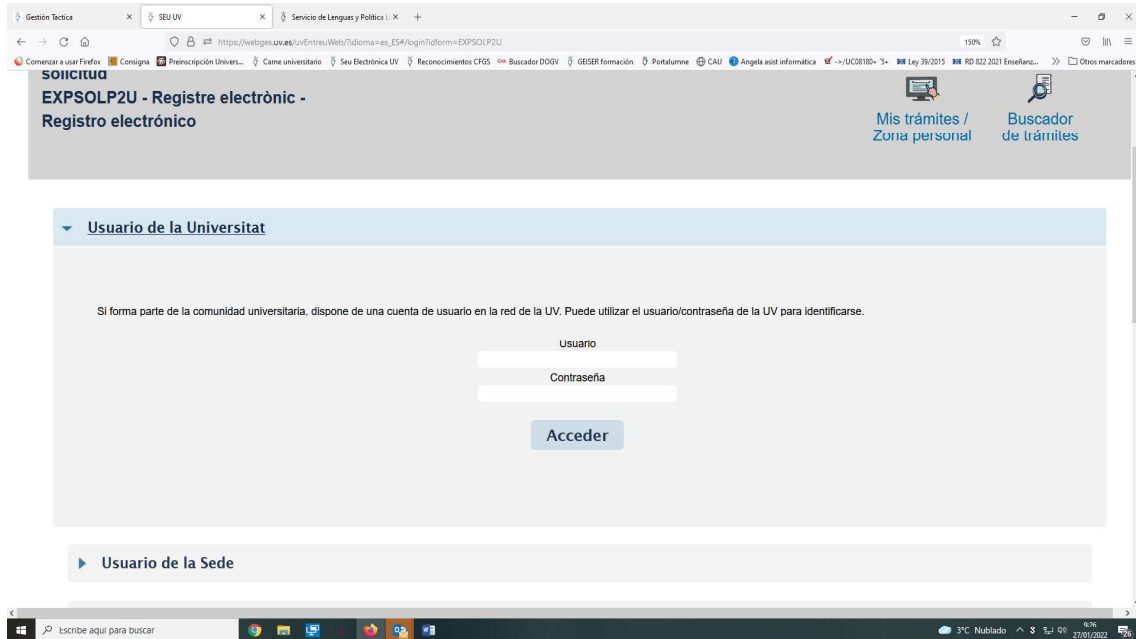 Gestión Tactica
SEU UV
Servicio de Lenguas y Política L
https://webges.uv.es/uvEntreuWeb/?idioma=es_ES#/login?idform=EXPSOLP2U
150%
Comenzar a usar Firefox Consigna Preinscripción Univers... Carne universitario Seu Electrònica UV Reconocimientos CFGS GVA Buscador DOGV GEISER formación Portalumne CAU Angela asist informática ->/UC08180+ '5+ BOE Ley 39/2015 BOE RD 822 2021 Enseñanz... Otros marcadores
solicitud
EXPSOLP2U - Registre electrònic -
Registro electrónico
Mis trámites /
Zona personal
Buscador
de trámites
Usuario de la Universitat
Si forma parte de la comunidad universitaria, dispone de una cuenta de usuario en la red de la UV. Puede utilizar el usuario/contraseña de la UV para identificarse.
Usuario
Contraseña
Acceder
Usuario de la Sede
Escribe aquí para buscar
3°C Nublado
9:26
27/01/2022